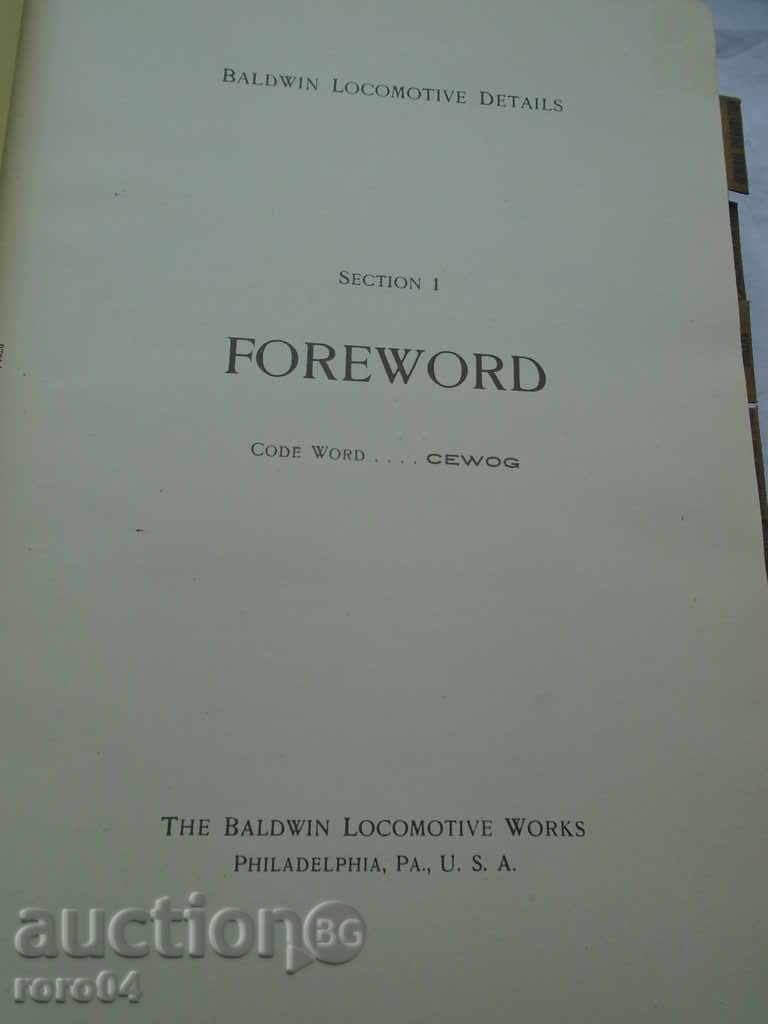 BALDWIN LOCOMOTIVE DETAILS
SECTION 1
FOREWORD
CODE WORD .... CEWOG
THE BALDWIN LOCOMOTIVE WORKS
PHILADELPHIA, PA., U. S. A.
auction BG
roro04